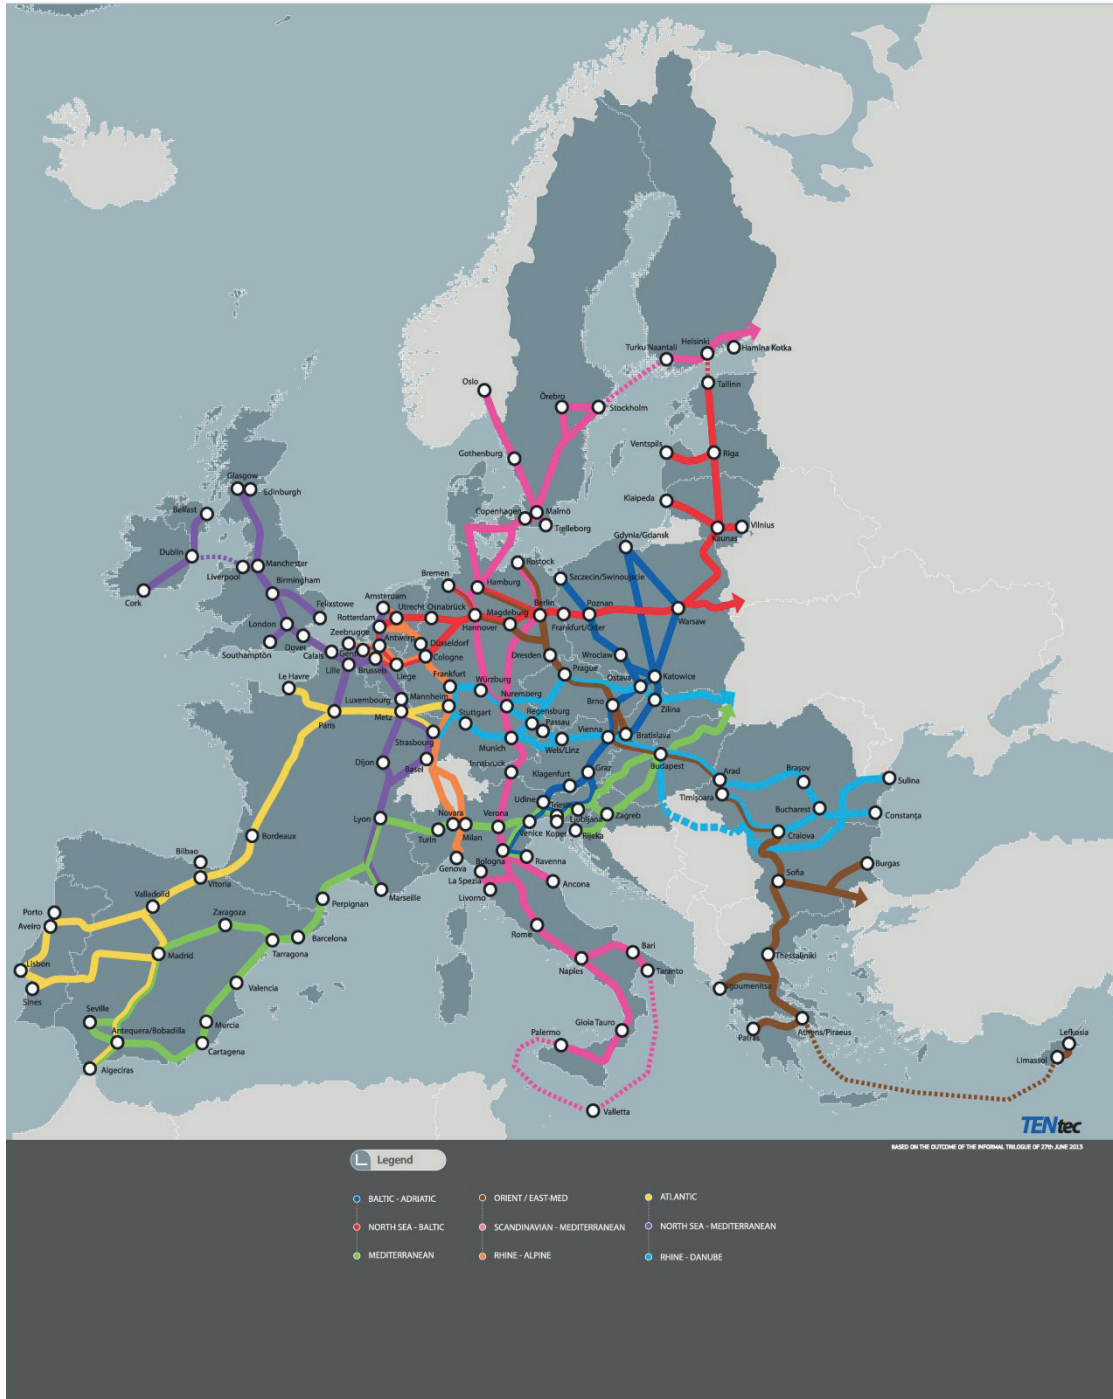 Turku Naantali
Helsinki
Hamina Kotka
Tallinn
Oslo
Örebro
Stockholm
Ventspils
Riga
Gothenburg
Glasgow
Edinburgh
Klaipeda
Belfast
Copenhagen
Malmö
Trelleborg
Vilnius
Kaunas
Gdynia/Gdansk
Dublin
Liverpool
Manchester
Rostock
Birmingham
Bremen
Hamburg
Szczecin/Swinoujscie
Cork
Felixstowe
Amsterdam
Utrecht
Osnabrück
Magdeburg
Berlin
Poznan
London
Rotterdam
Zeebrugge
Hannover
Frankfurt/Oder
Warsaw
Southampton
Dover
Calais
Antwerp
Düsseldorf
Gent
Cologne
Dresden
Wroclaw
Lille
Brussels
Liege
Frankfurt
Würzburg
Prague
Ostava
Katowice
Le Havre
Luxembourg
Mannheim
Nuremberg
Zilina
Paris
Metz
Stuttgart
Regensburg
Brno
Passau
Strasbourg
Munich
Wels/Linz
Vienna
Bratislava
Dijon
Basel
Innsbruck
Klagenfurt
Graz
Budapest
Arad
Braşov
Sulina
Udine
Trieste
Timişoara
Lyon
Novara
Verona
Ljubljana
Zagreb
Bucharest
Constanţa
Turin
Milan
Venice
Koper
Rijeka
Craiova
Bordeaux
Bilbao
Genova
Bologna
Ravenna
Burgas
Vitoria
La Spezia
Ancona
Sofia
Valladolid
Marseille
Livorno
Porto
Zaragoza
Perpignan
Aveiro
Barcelona
Rome
Madrid
Tarragona
Bari
Thessaliniki
Lisbon
Naples
Taranto
Sines
Valencia
Igoumenitsa
Seville
Murcia
Gioia Tauro
Palermo
Antequera/Bobadilla
Patras
Athens/Piraeus
Lefkosia
Cartagena
Limassol
Algeciras
Valletta
TENtec
BASED ON THE OUTCOME OF THE INFORMAL TRILOGUE OF 27th JUNE 2013
Legend
BALTIC - ADRIATIC
ORIENT / EAST-MED
ATLANTIC
NORTH SEA - BALTIC
SCANDINAVIAN - MEDITERRANEAN
NORTH SEA - MEDITERRANEAN
MEDITERRANEAN
RHINE - ALPINE
RHINE - DANUBE